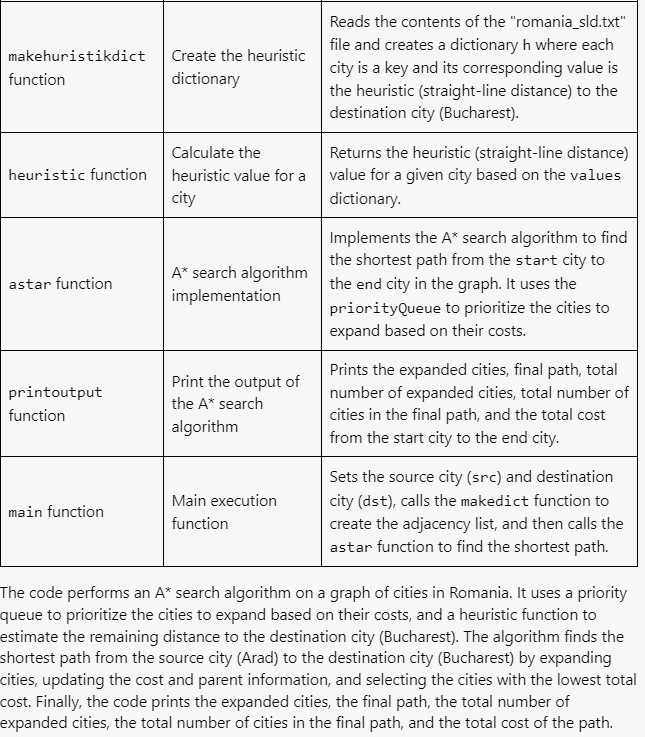 makehuristikdict
function
Create the heuristic
dictionary
Reads the contents of the "romania_sld.txt"
file and creates a dictionary h where each
city is a key and its corresponding value is
the heuristic (straight-line distance) to the
destination city (Bucharest).
heuristic function
Calculate the
heuristic value for a
city
Returns the heuristic (straight-line distance)
value for a given city based on the values
dictionary.
astar function
A* search algorithm
implementation
Implements the A* search algorithm to find
the shortest path from the start city to
the end city in the graph. It uses the
priorityQueue to prioritize the cities to
expand based on their costs.
printoutput
function
Print the output of
the A* search
algorithm
Prints the expanded cities, final path, total
number of expanded cities, total number of
cities in the final path, and the total cost
from the start city to the end city.
main function
Main execution
function
Sets the source city (src) and destination
city (dst), calls the makedict function to
create the adjacency list, and then calls the
astar function to find the shortest path.
The code performs an A* search algorithm on a graph of cities in Romania. It uses a priority
queue to prioritize the cities to expand based on their costs, and a heuristic function to
estimate the remaining distance to the destination city (Bucharest). The algorithm finds the
shortest path from the source city (Arad) to the destination city (Bucharest) by expanding
cities, updating the cost and parent information, and selecting the cities with the lowest total
cost. Finally, the code prints the expanded cities, the final path, the total number of
expanded cities, the total number of cities in the final path, and the total cost of the path.